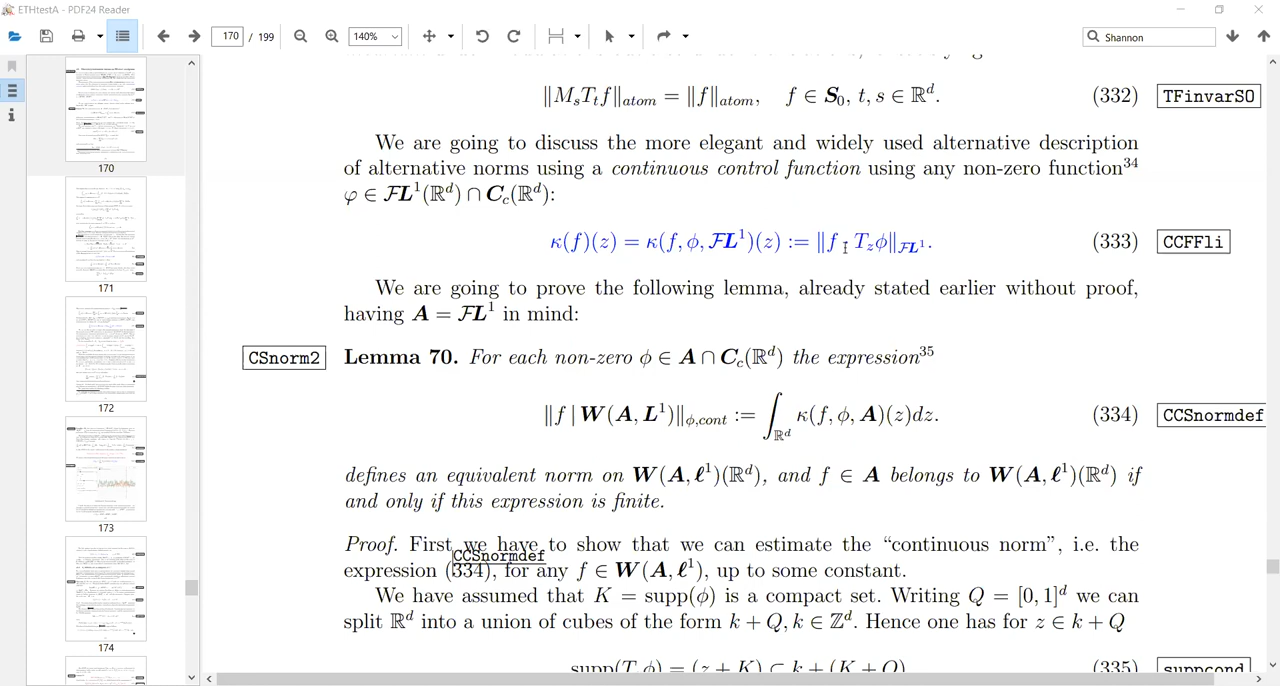 ETHtestA - PDF24 Reader
170 / 199
140%
Shannon
‖M_s T_t f‖_atom = ‖f‖_atom, f ∈ S_0, t, s ∈ ℝ^d. (332) TFinvarS0
We are going to discuss the more elegant and widely used alternative description
of alternative norms using a continuous control function using any non-zero function^34
φ ∈ FL^1(ℝ^d) ∩ C_c(ℝ^d):
κ(f)(z) = κ(f, ϕ, FL^1)(z) := ‖f · T_z ϕ‖_FL^1. (333) CCFFli
We are going to prove the following lemma, already stated earlier without proof,
having A = FL^1 in mind:
CSnorm2 Lemma 70. For each non-zero ϕ ∈ A ∩ C_c(ℝ^d) the expression^35
‖f | W(A, L^1)‖_ϕ,cont := ∫_ℝ^d κ(f, ϕ, A)(z)dz. (334) CCSnormdef
defines an equivalent norm on W(A, ℓ^1)(ℝ^d), and f ∈ A belongs to W(A, ℓ^1)(ℝ^d) if
and only if this expression is finite.
Proof. First we have to show that we can estimate the “continuous norm”, i.e. the
CCSnormdef
(334), for f ∈ W(A, ℓ^1), up to some constant.
We have assumed that K = supp(ϕ) is a compact set. Writing Q = [0, 1]^d we can
split ℝ^d into a union of cubes of the form k + Q, k ∈ ℤ^d. Hence one has for z ∈ k + Q
supp(T_z ϕ) = (z + K) ⊂ k + (K + Q) (335) suppcond
170
171
172
173
174